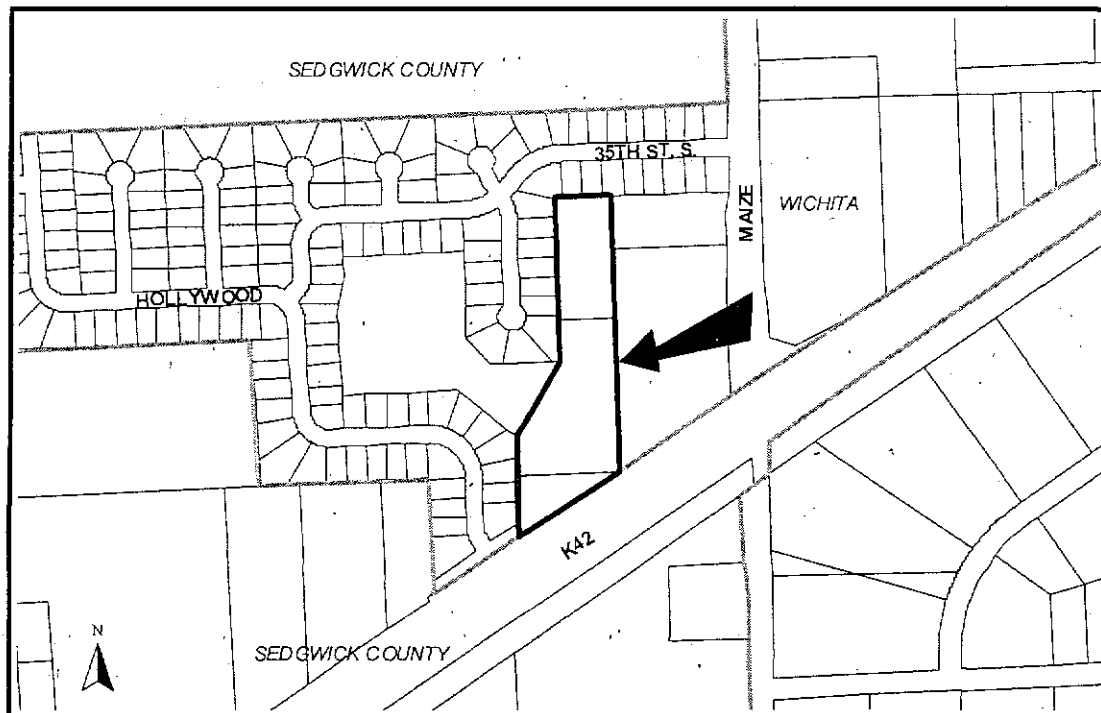 SEDGWICK COUNTY
35TH ST. S.
MAIZE
WICHITA
HOLLYWOOD
K42
N
SEDGWICK COUNTY